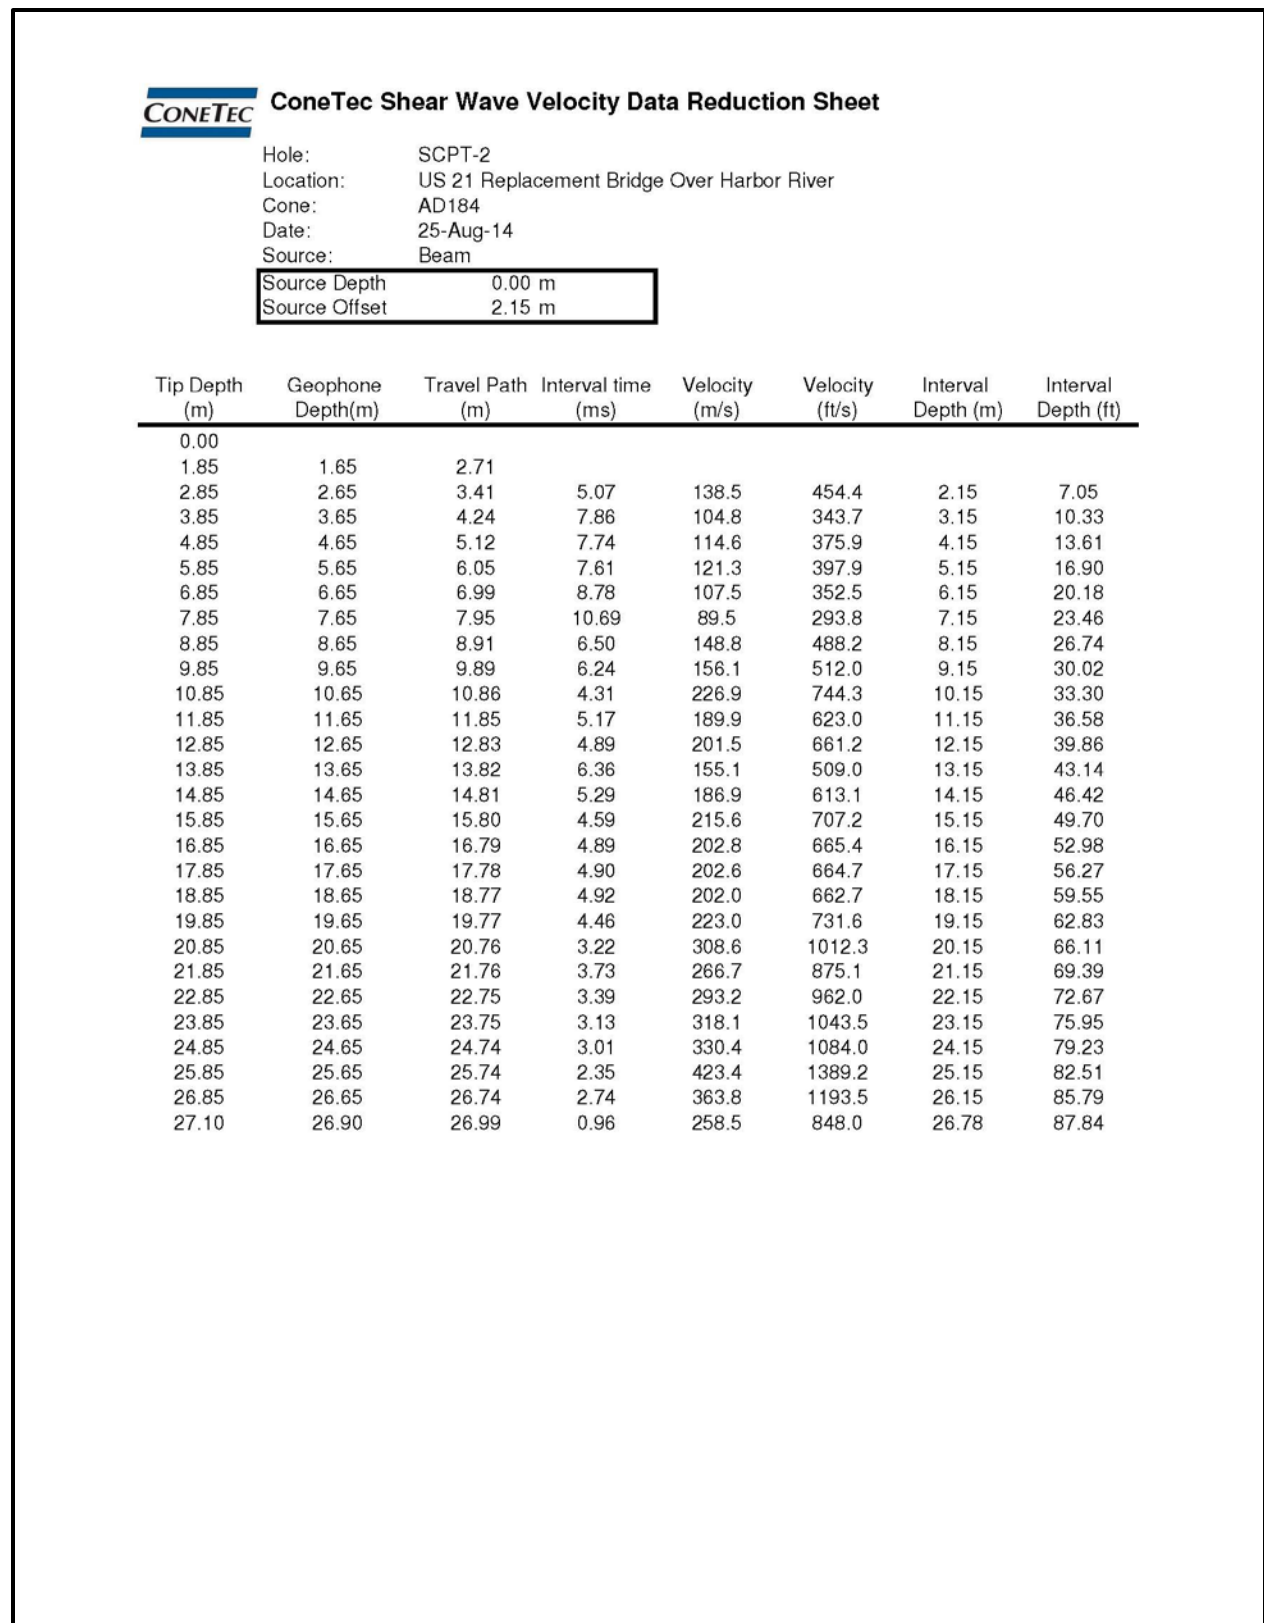 CONETEC ConeTec Shear Wave Velocity Data Reduction Sheet
Hole: SCPT-2
Location: US 21 Replacement Bridge Over Harbor River
Cone: AD184
Date: 25-Aug-14
Source: Beam
Source Depth 0.00 m
Source Offset 2.15 m
Tip Depth Geophone Travel Path Interval time Velocity Velocity Interval Interval
(m) Depth(m) (m) (ms) (m/s) (ft/s) Depth (m) Depth (ft)
0.00
1.85 1.65 2.71
2.85 2.65 3.41 5.07 138.5 454.4 2.15 7.05
3.85 3.65 4.24 7.86 104.8 343.7 3.15 10.33
4.85 4.65 5.12 7.74 114.6 375.9 4.15 13.61
5.85 5.65 6.05 7.61 121.3 397.9 5.15 16.90
6.85 6.65 6.99 8.78 107.5 352.5 6.15 20.18
7.85 7.65 7.95 10.69 89.5 293.8 7.15 23.46
8.85 8.65 8.91 6.50 148.8 488.2 8.15 26.74
9.85 9.65 9.89 6.24 156.1 512.0 9.15 30.02
10.85 10.65 10.86 4.31 226.9 744.3 10.15 33.30
11.85 11.65 11.85 5.17 189.9 623.0 11.15 36.58
12.85 12.65 12.83 4.89 201.5 661.2 12.15 39.86
13.85 13.65 13.82 6.36 155.1 509.0 13.15 43.14
14.85 14.65 14.81 5.29 186.9 613.1 14.15 46.42
15.85 15.65 15.80 4.59 215.6 707.2 15.15 49.70
16.85 16.65 16.79 4.89 202.8 665.4 16.15 52.98
17.85 17.65 17.78 4.90 202.6 664.7 17.15 56.27
18.85 18.65 18.77 4.92 202.0 662.7 18.15 59.55
19.85 19.65 19.77 4.46 223.0 731.6 19.15 62.83
20.85 20.65 20.76 3.22 308.6 1012.3 20.15 66.11
21.85 21.65 21.76 3.73 266.7 875.1 21.15 69.39
22.85 22.65 22.75 3.39 293.2 962.0 22.15 72.67
23.85 23.65 23.75 3.13 318.1 1043.5 23.15 75.95
24.85 24.65 24.74 3.01 330.4 1084.0 24.15 79.23
25.85 25.65 25.74 2.35 423.4 1389.2 25.15 82.51
26.85 26.65 26.74 2.74 363.8 1193.5 26.15 85.79
27.10 26.90 26.99 0.96 258.5 848.0 26.78 87.84